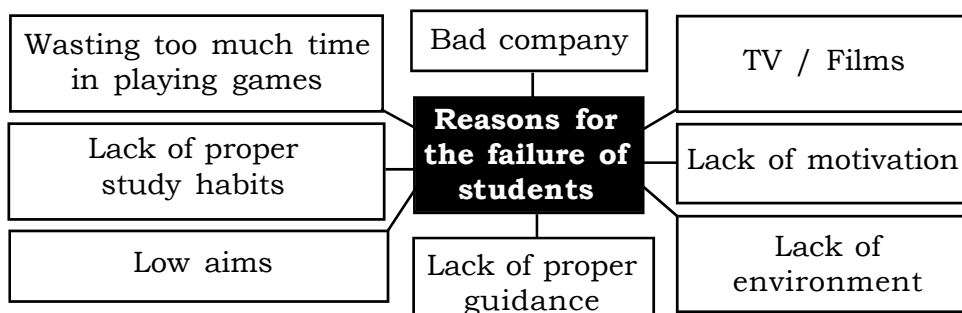 Wasting too much time
in playing games
Bad company
TV / Films
Reasons for
the failure of
students
Lack of proper
study habits
Lack of motivation
Low aims
Lack of proper
guidance
Lack of
environment